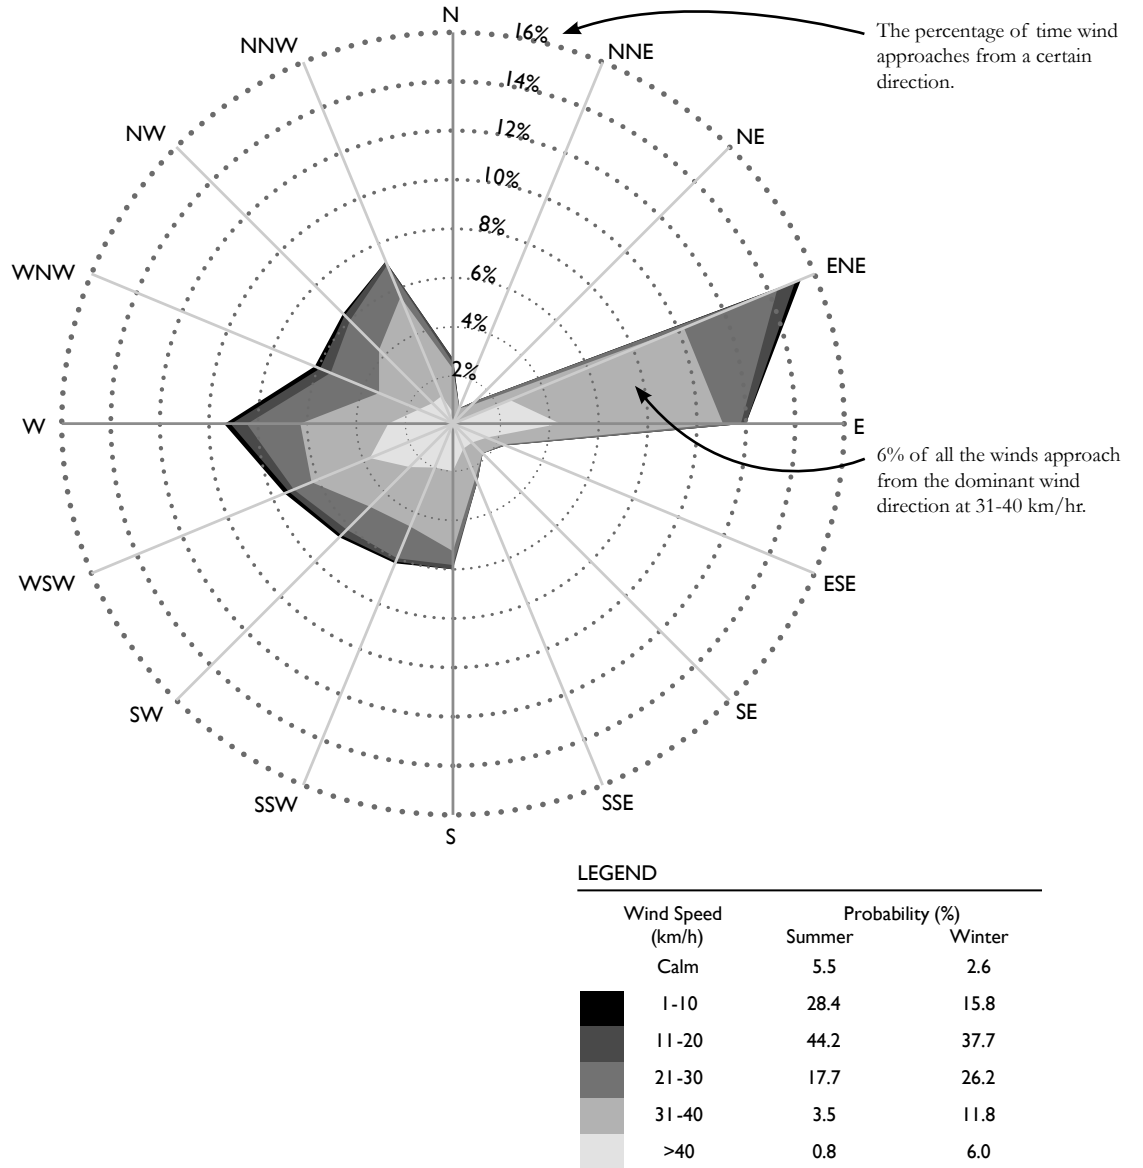 N
NNW
16%
NNE
The percentage of time wind
approaches from a certain
direction.
14%
NW
12%
NE
10%
8%
WNW
6%
ENE
4%
2%
W
E
6% of all the winds approach
from the dominant wind
direction at 31-40 km/hr.
WSW
ESE
SW
SE
SSW
SSE
S
LEGEND
Wind Speed Probability (%)
(km/h) Summer Winter
Calm 5.5 2.6
1-10 28.4 15.8
11-20 44.2 37.7
21-30 17.7 26.2
31-40 3.5 11.8
>40 0.8 6.0